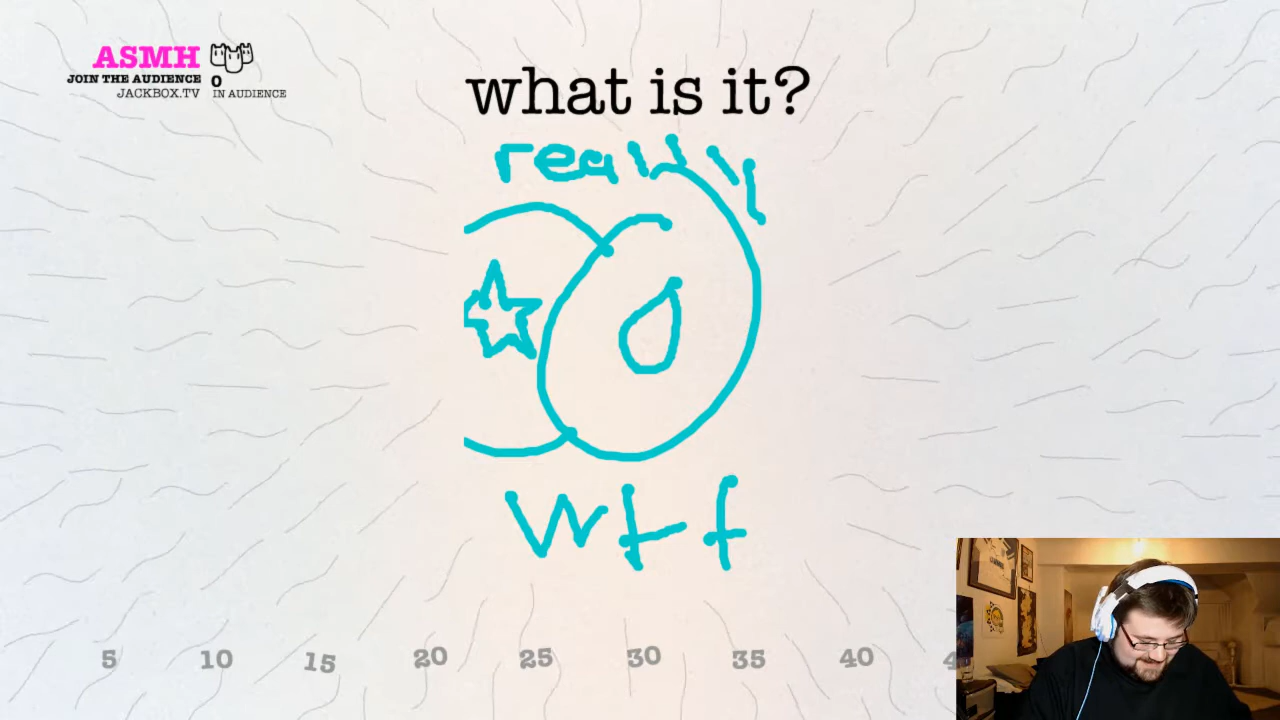 ASMH
JOIN THE AUDIENCE 0
JACKBOX.TV IN AUDIENCE
what is it?
really
wtf
5 10 15 20 25 30 35 40